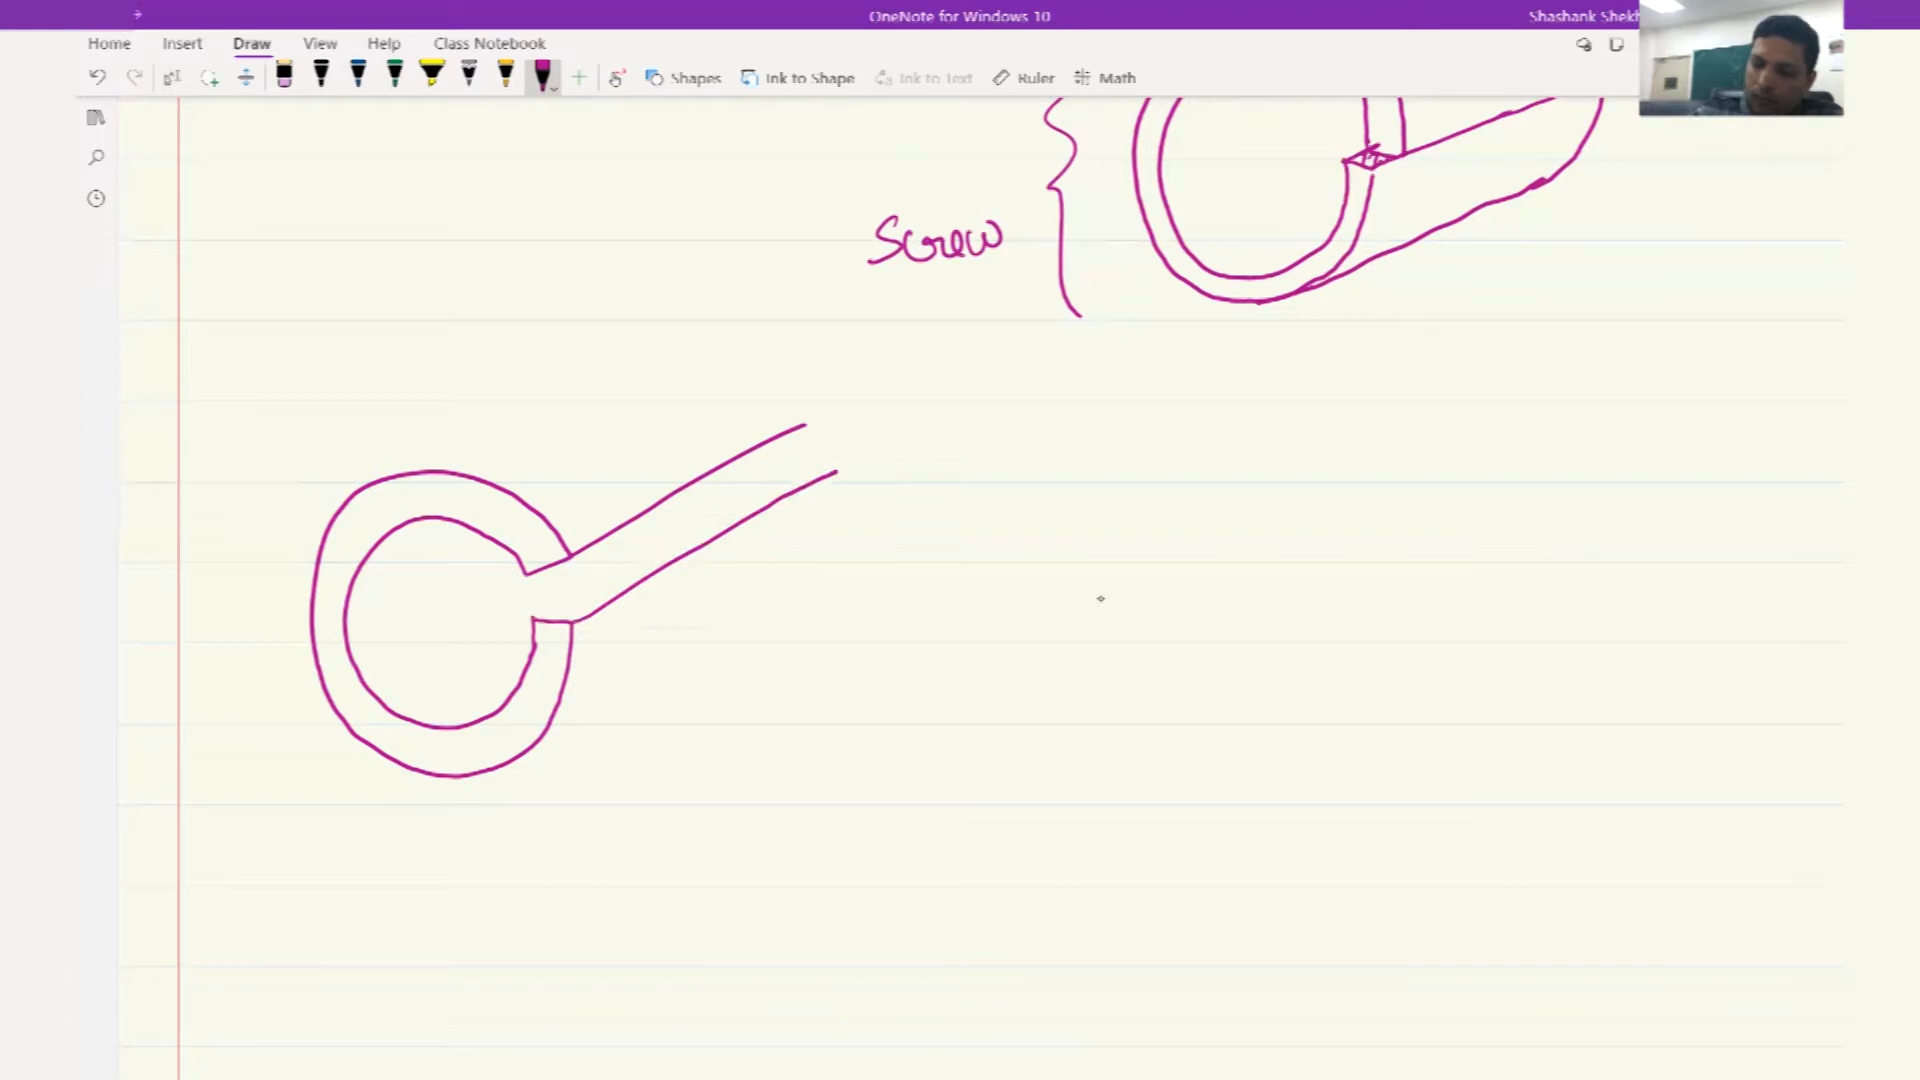 OneNote for Windows 10
Shashank Shekh
Home Insert Draw View Help Class Notebook
Shapes Ink to Shape Ink to Text Ruler Math
Screw